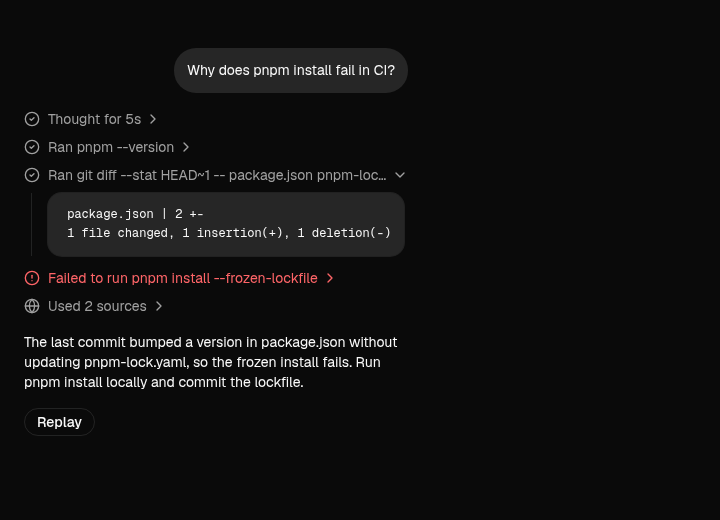 Why does pnpm install fail in CI?
Thought for 5s
Ran pnpm --version
Ran git diff --stat HEAD~1 -- package.json pnpm-loc...
package.json | 2 +-
1 file changed, 1 insertion(+), 1 deletion(-)
Failed to run pnpm install --frozen-lockfile
Used 2 sources
The last commit bumped a version in package.json without
updating pnpm-lock.yaml, so the frozen install fails. Run
pnpm install locally and commit the lockfile.
Replay